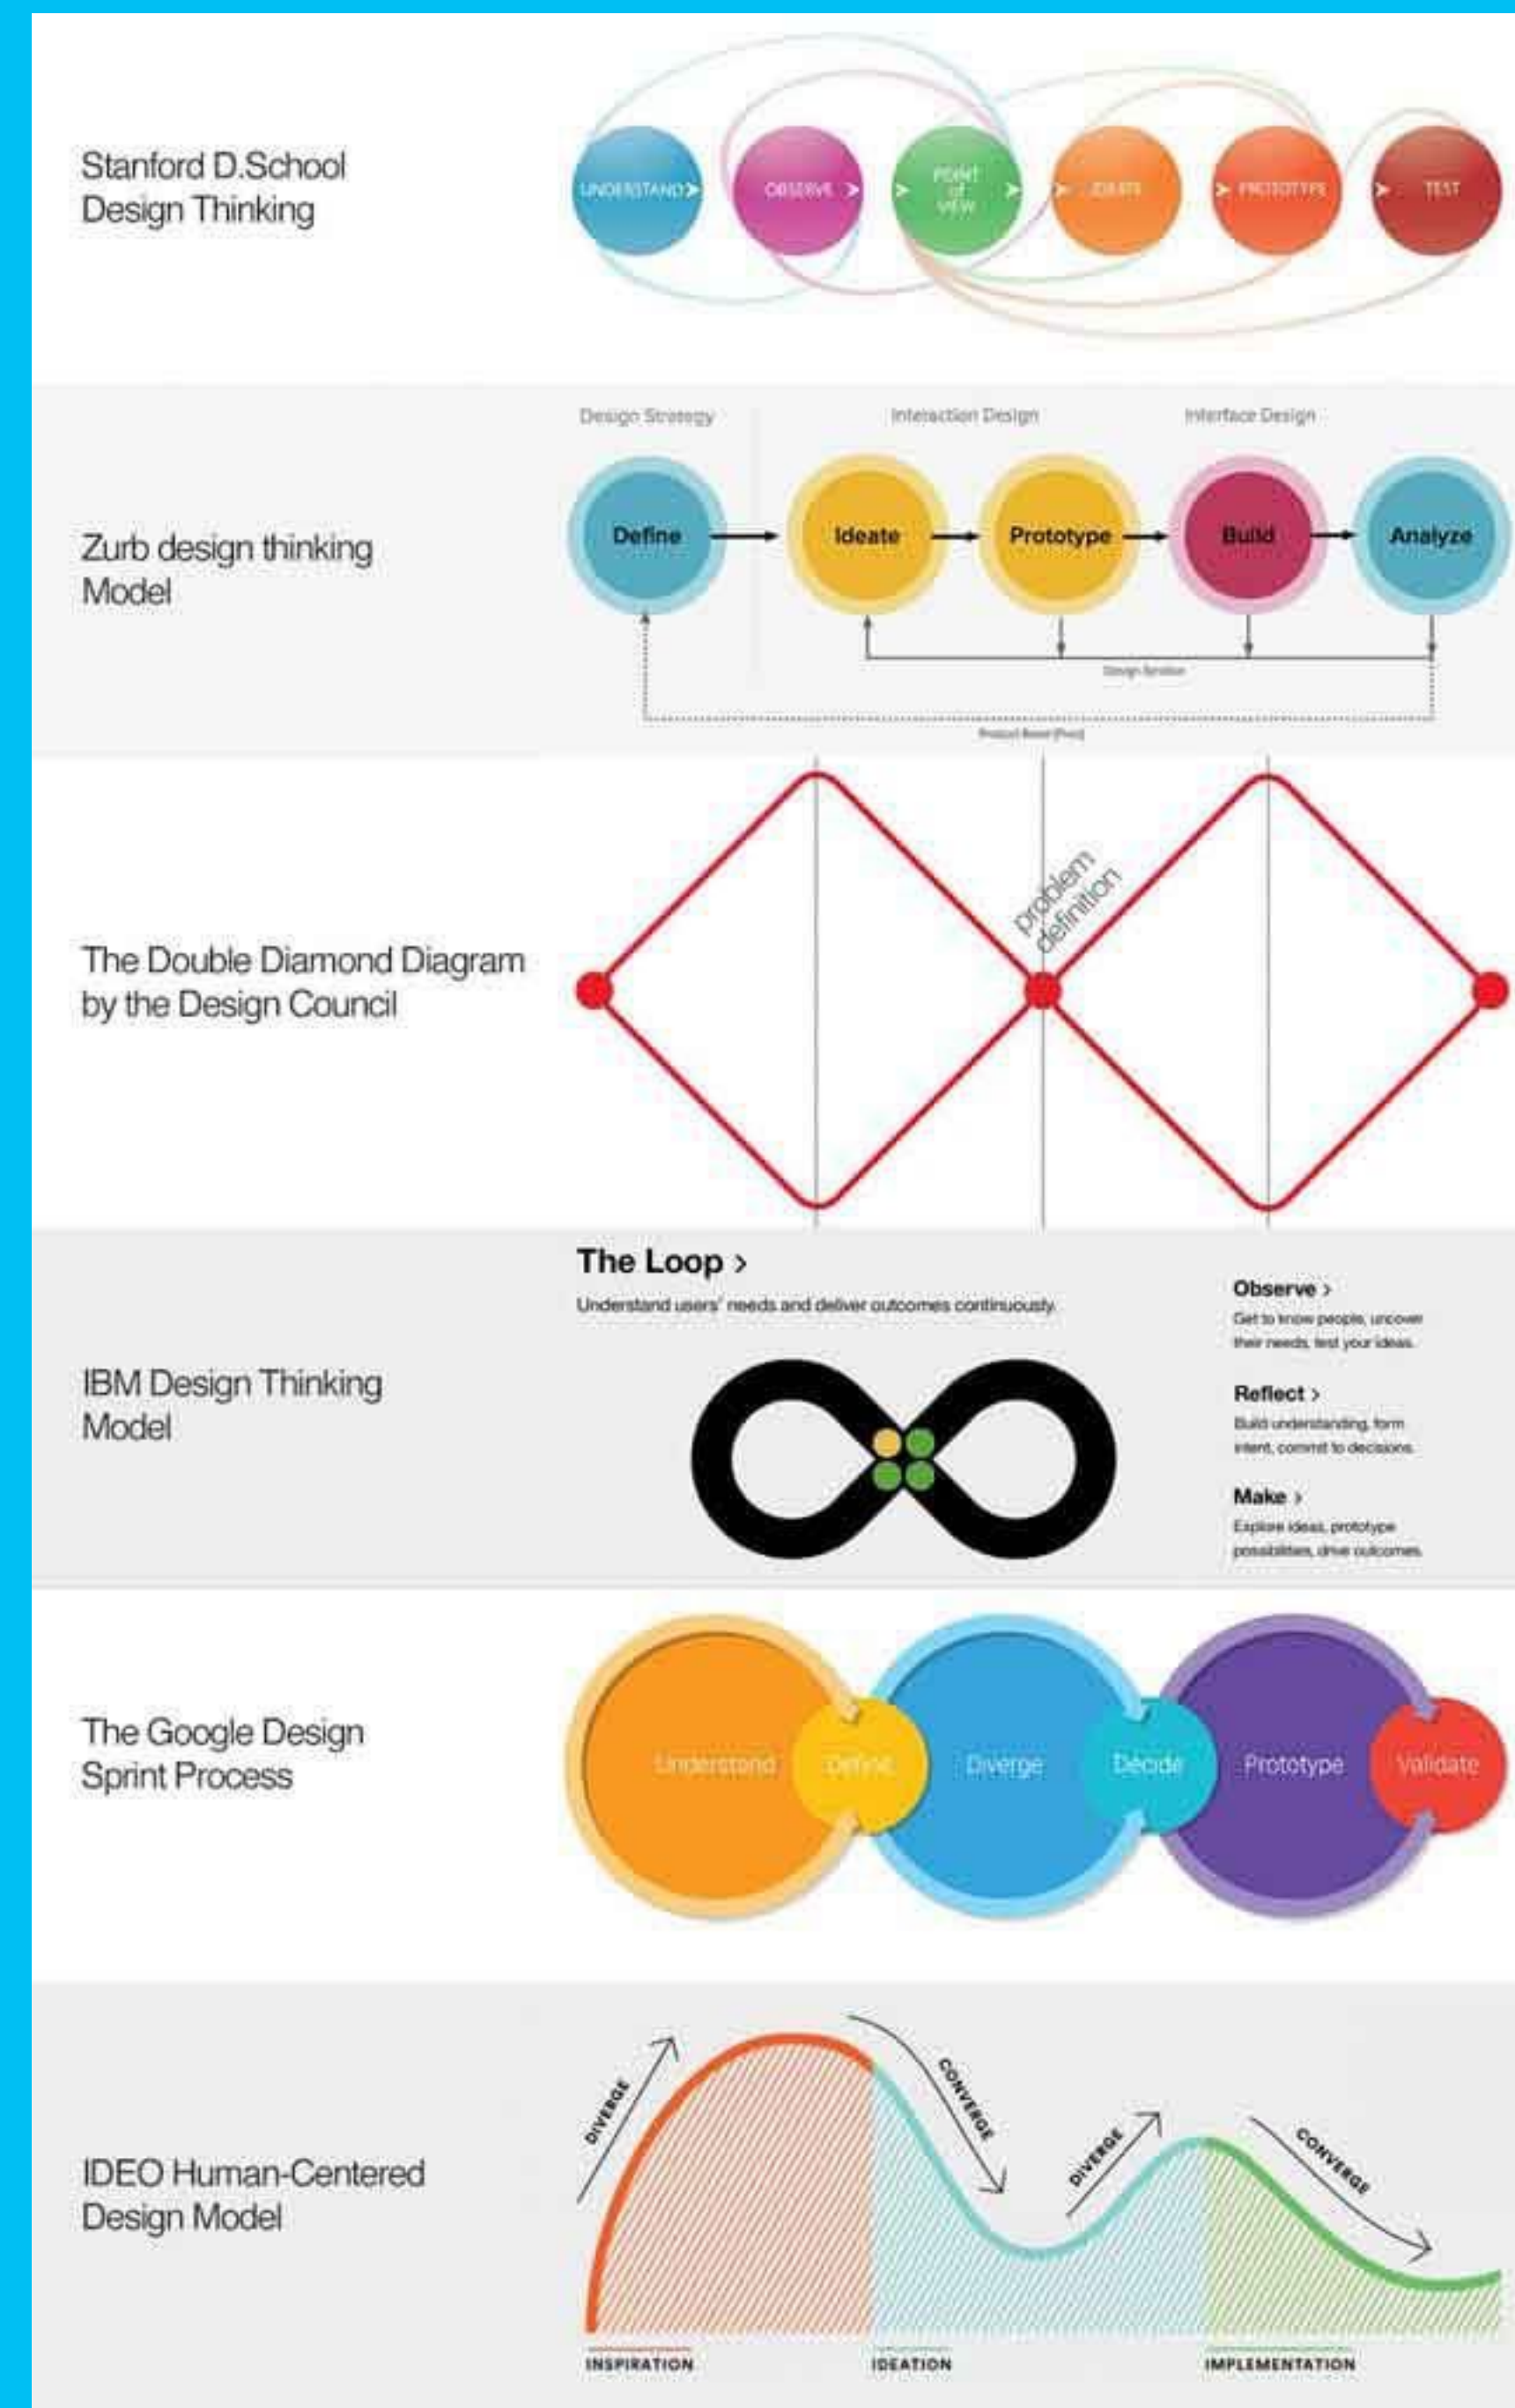 Stanford D.School
Design Thinking
UNDERSTAND
OBSERVE
POINT
of
VIEW
IDEATE
PROTOTYPE
TEST
Zurb design thinking
Model
Design Strategy
Interaction Design
Interface Design
Define
Ideate
Prototype
Build
Analyze
Design Iteration
The Double Diamond Diagram
by the Design Council
problem
definition
IBM Design Thinking
Model
The Loop >
Understand users' needs and deliver outcomes continuously.
Observe >
Get to know people, uncover
their needs, test your ideas.
Reflect >
Build understanding, form
intent, commit to decisions.
Make >
Explore ideas, prototype
possibilities, drive outcomes.
The Google Design
Sprint Process
Understand
Define
Diverge
Decide
Prototype
Validate
IDEO Human-Centered
Design Model
DIVERGE
CONVERGE
DIVERGE
CONVERGE
INSPIRATION
IDEATION
IMPLEMENTATION